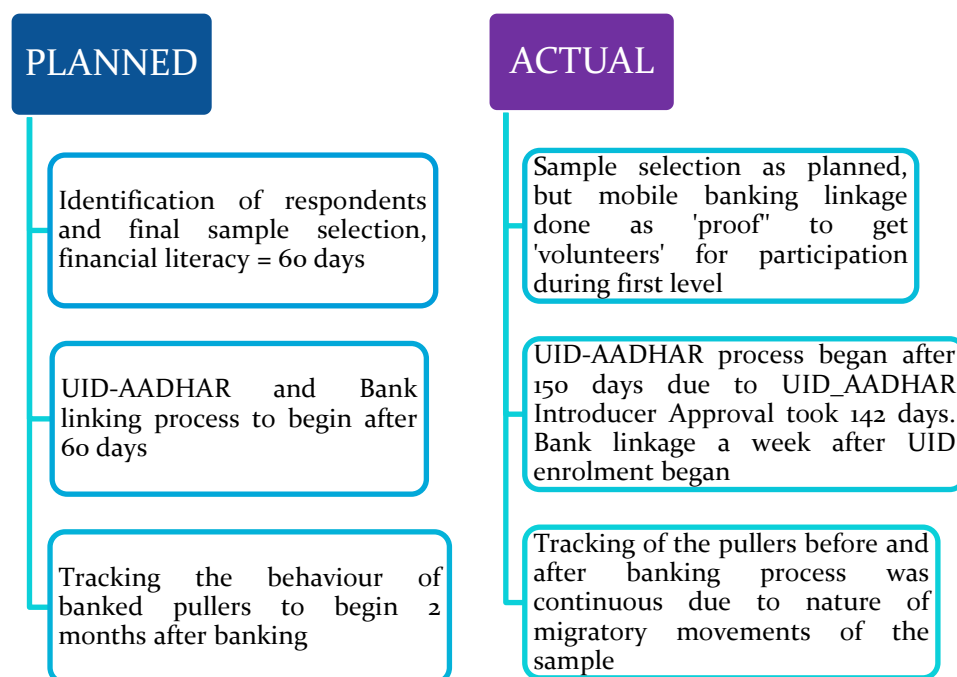 PLANNED
Identification of respondents
and final sample selection,
financial literacy = 60 days
UID-AADHAR and Bank
linking process to begin after
60 days
Tracking the behaviour of
banked pullers to begin 2
months after banking
ACTUAL
Sample selection as planned,
but mobile banking linkage
done as 'proof" to get
'volunteers' for participation
during first level
UID-AADHAR process began after
150 days due to UID_AADHAR
Introducer Approval took 142 days.
Bank linkage a week after UID
enrolment began
Tracking of the pullers before and
after banking process was
continuous due to nature of
migratory movements of the
sample